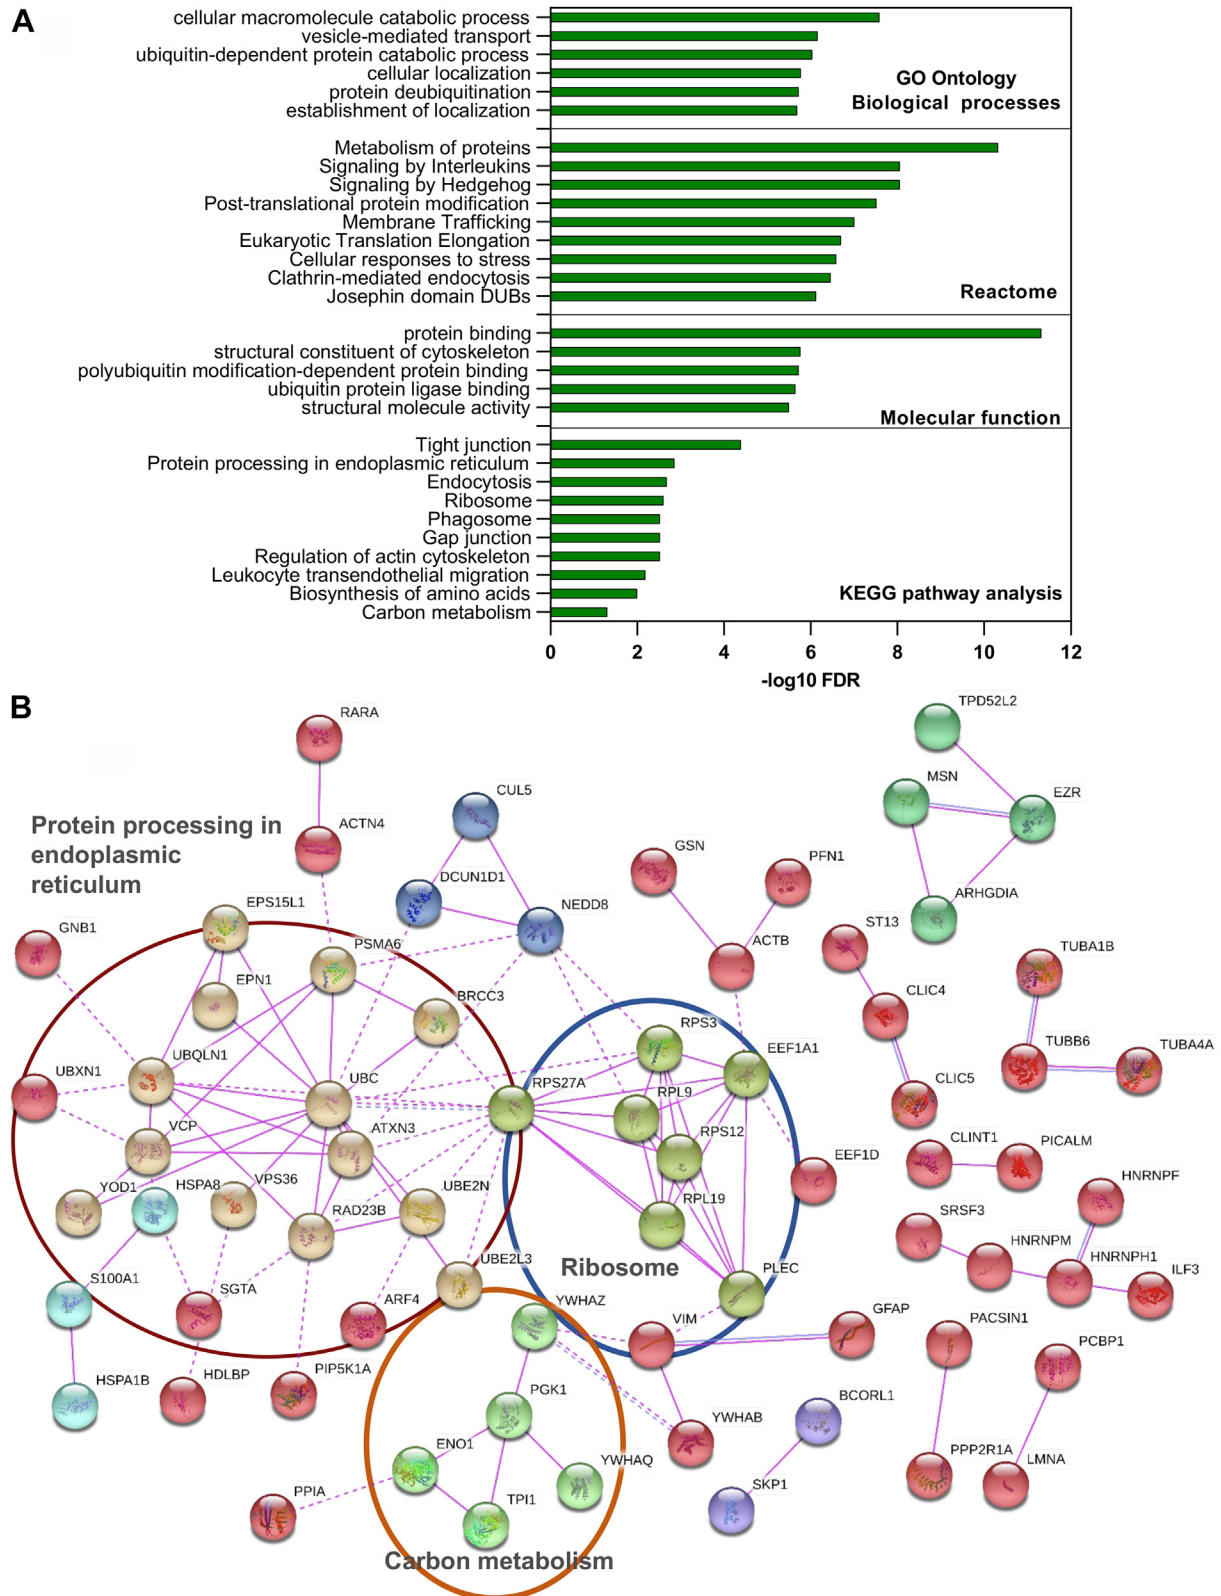 A
cellular macromolecule catabolic process
vesicle-mediated transport
ubiquitin-dependent protein catabolic process
cellular localization
protein deubiquitination
establishment of localization
GO Ontology
Biological processes
Metabolism of proteins
Signaling by Interleukins
Signaling by Hedgehog
Post-translational protein modification
Membrane Trafficking
Eukaryotic Translation Elongation
Cellular responses to stress
Clathrin-mediated endocytosis
Josephin domain DUBs
Reactome
protein binding
structural constituent of cytoskeleton
polyubiquitin modification-dependent protein binding
ubiquitin protein ligase binding
structural molecule activity
Molecular function
Tight junction
Protein processing in endoplasmic reticulum
Endocytosis
Ribosome
Phagosome
Gap junction
Regulation of actin cytoskeleton
Leukocyte transendothelial migration
Biosynthesis of amino acids
Carbon metabolism
KEGG pathway analysis
0 2 4 6 8 10 12
-log10 FDR
B
RARA
TPD52L2
CUL5
MSN
EZR
Protein processing in
endoplasmic
reticulum
ACTN4
GSN
PFN1
DCUN1D1
ARHGDIA
EPS15L1
NEDD8
ST13
GNB1
PSMA6
ACTB
TUBA1B
EPN1
BRCC3
CLIC4
RPS3
EEF1A1
UBQLN1
UBC
TUBB6
TUBA4A
UBXN1
RPS27A
RPL9
CLIC5
VCP
ATXN3
RPS12
CLINT1
PICALM
EEF1D
YOD1
HSPA8
VPS36
UBE2N
RPL19
HNRNPF
RAD23B
SRSF3
HNRNPM
HNRNPH1
ILF3
S100A1
SGTA
UBE2L3
Ribosome
PLEC
ARF4
YWHAZ
VIM
GFAP
PACSIN1
PCBP1
HSPA1B
HDLBP
PIP5K1A
PGK1
BCORL1
YWHAB
ENO1
YWHAQ
PPP2R1A
LMNA
PPIA
TPI1
SKP1
Carbon metabolism